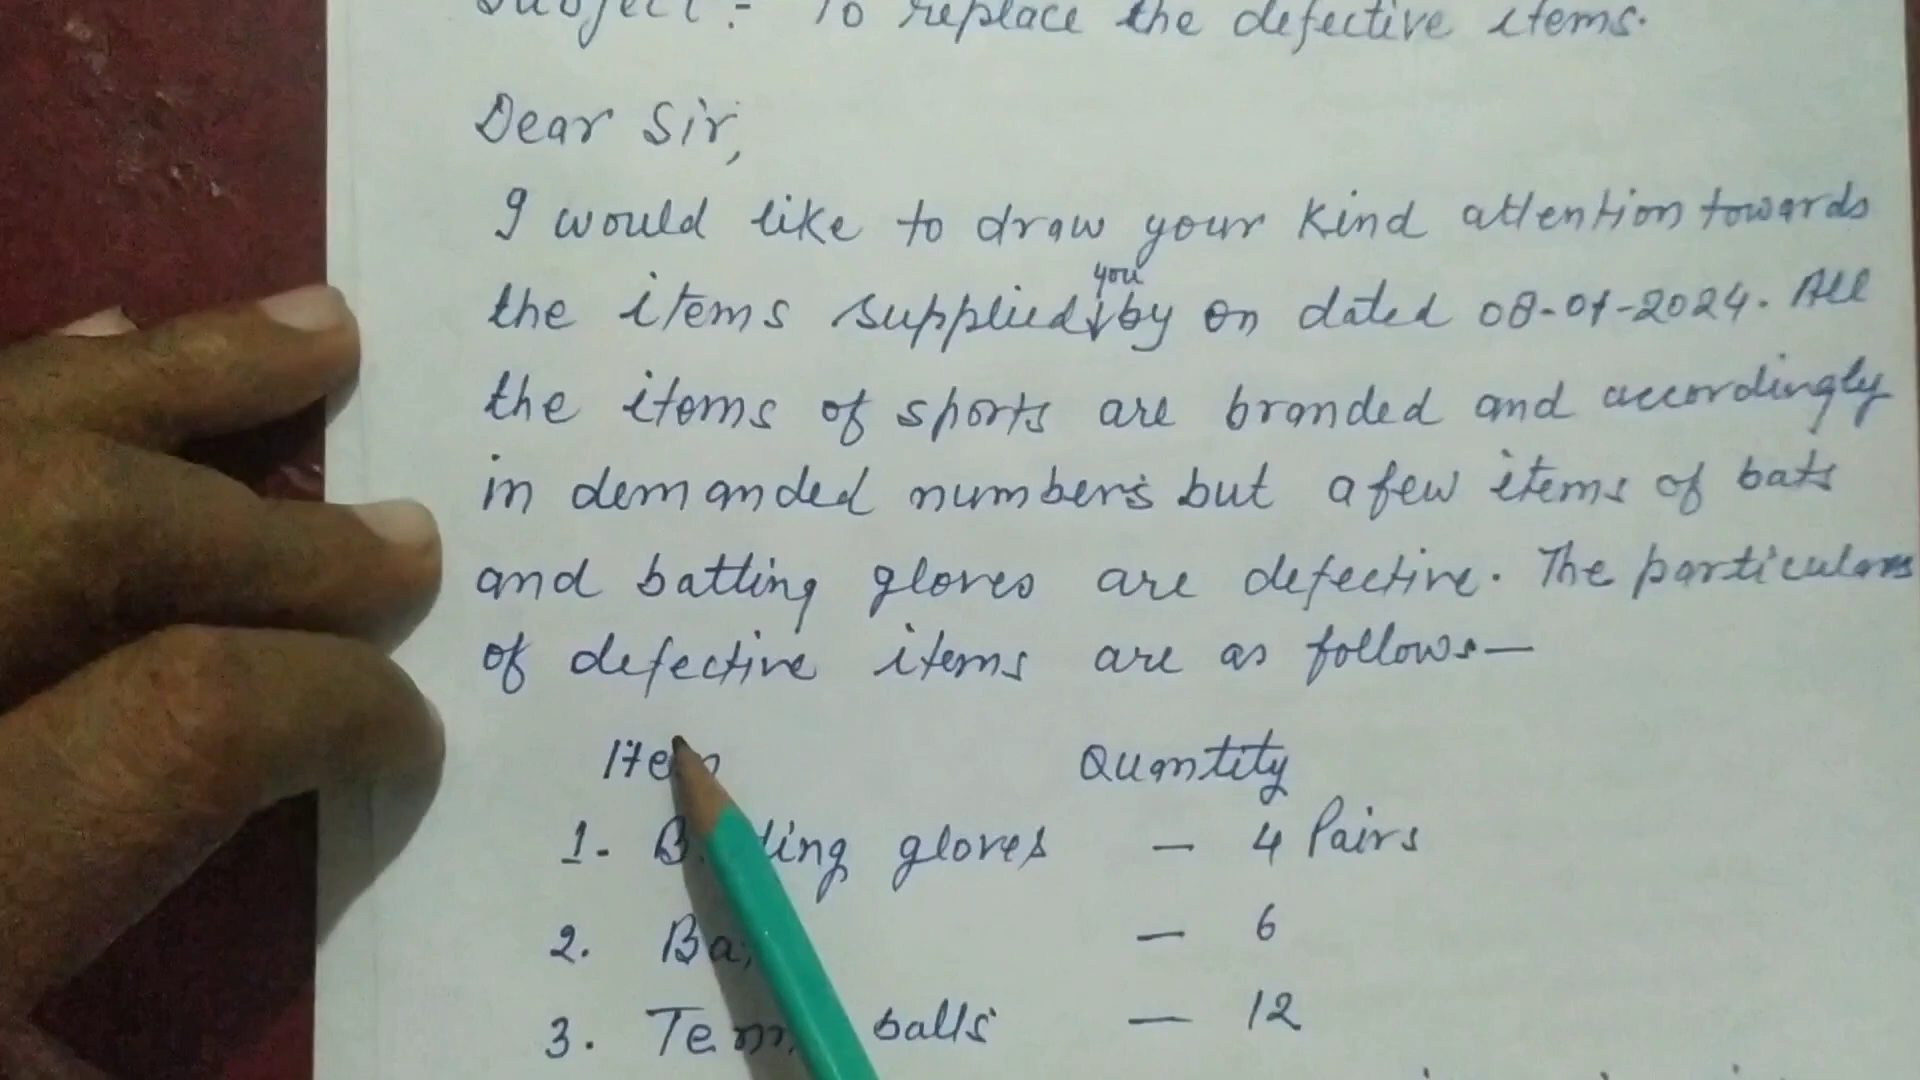 Subject:- To replace the defective items.
Dear Sir,
I would like to draw your kind attention towards
you
the items supplied by on dated 08-01-2024. All
the items of sports are branded and accordingly
in demanded numbers but a few items of bats
and batting gloves are defective. The particulars
of defective items are as follows—
Item Quantity
1. Batting gloves — 4 Pairs
2. — 6
3. balls — 12